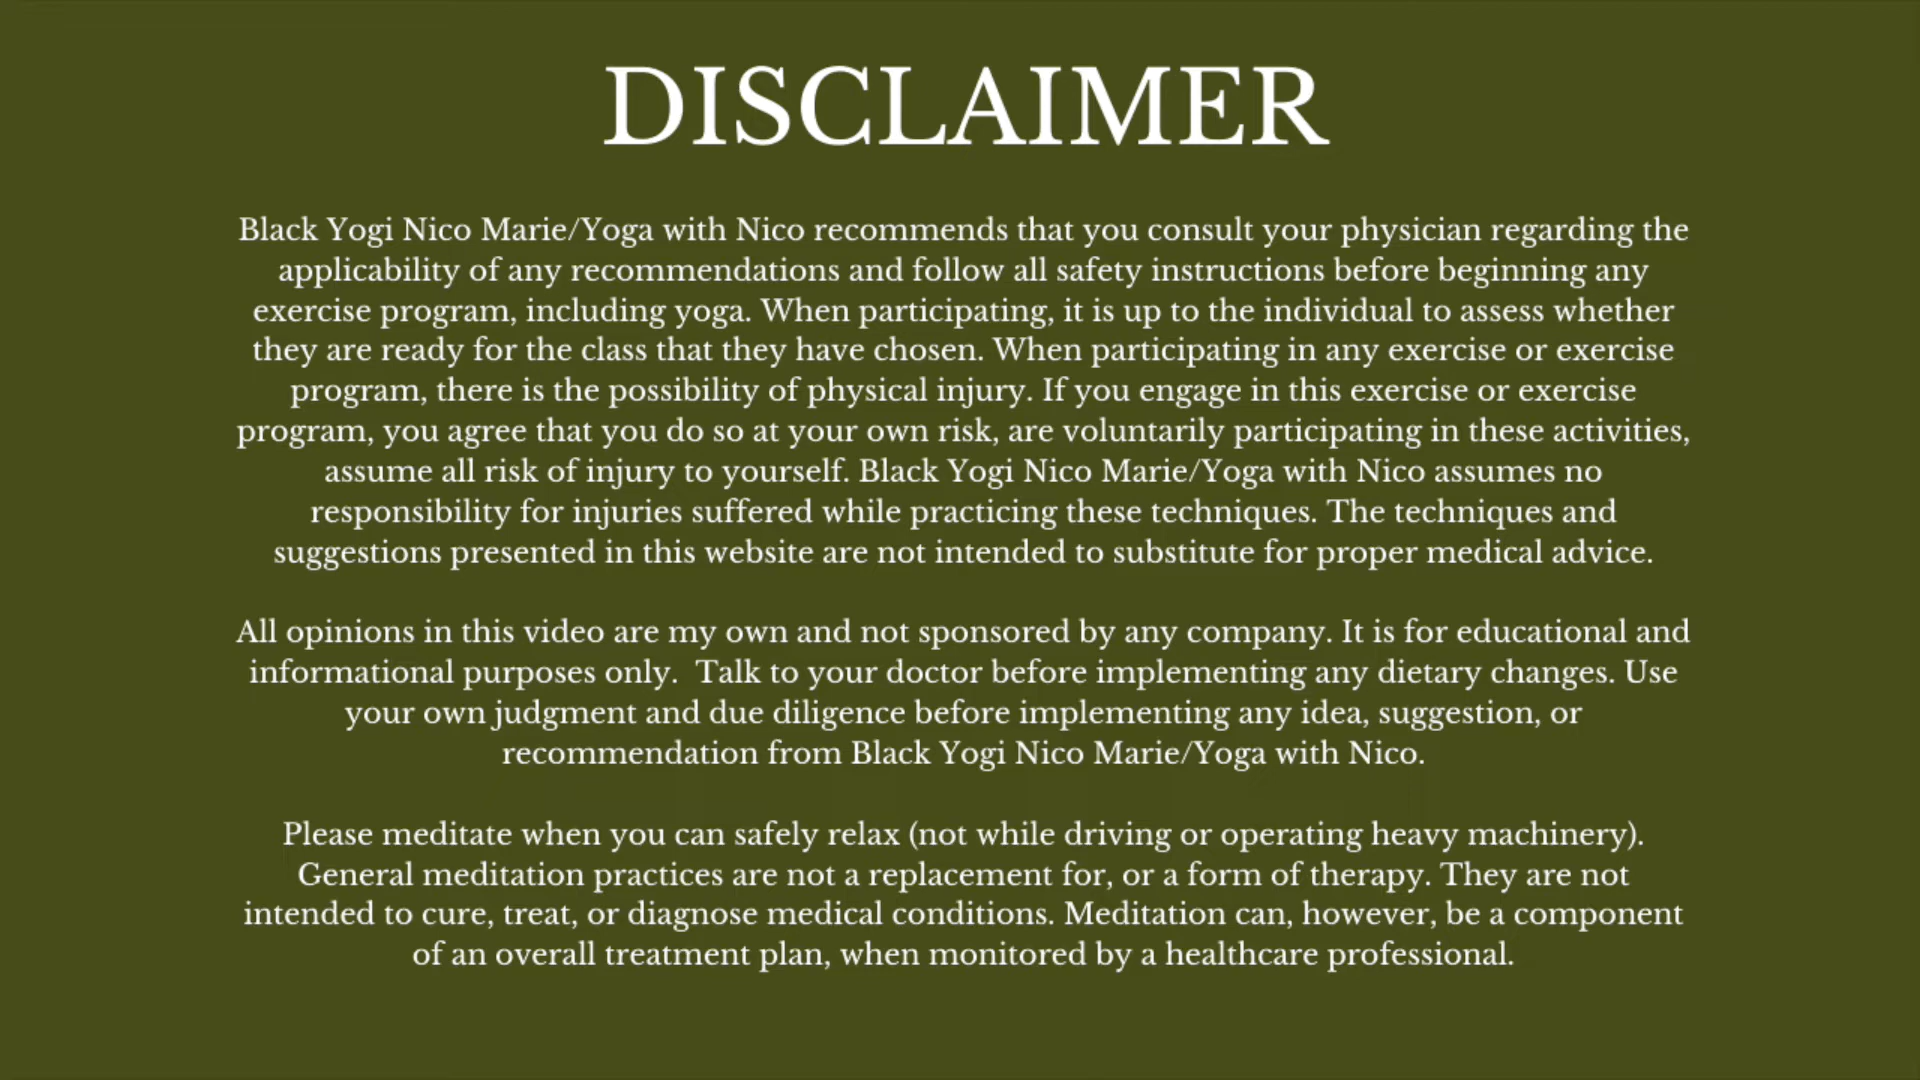 DISCLAIMER
Black Yogi Nico Marie/Yoga with Nico recommends that you consult your physician regarding the
applicability of any recommendations and follow all safety instructions before beginning any
exercise program, including yoga. When participating, it is up to the individual to assess whether
they are ready for the class that they have chosen. When participating in any exercise or exercise
program, there is the possibility of physical injury. If you engage in this exercise or exercise
program, you agree that you do so at your own risk, are voluntarily participating in these activities,
assume all risk of injury to yourself. Black Yogi Nico Marie/Yoga with Nico assumes no
responsibility for injuries suffered while practicing these techniques. The techniques and
suggestions presented in this website are not intended to substitute for proper medical advice.
All opinions in this video are my own and not sponsored by any company. It is for educational and
informational purposes only.  Talk to your doctor before implementing any dietary changes. Use
your own judgment and due diligence before implementing any idea, suggestion, or
recommendation from Black Yogi Nico Marie/Yoga with Nico.
Please meditate when you can safely relax (not while driving or operating heavy machinery).
General meditation practices are not a replacement for, or a form of therapy. They are not
intended to cure, treat, or diagnose medical conditions. Meditation can, however, be a component
of an overall treatment plan, when monitored by a healthcare professional.